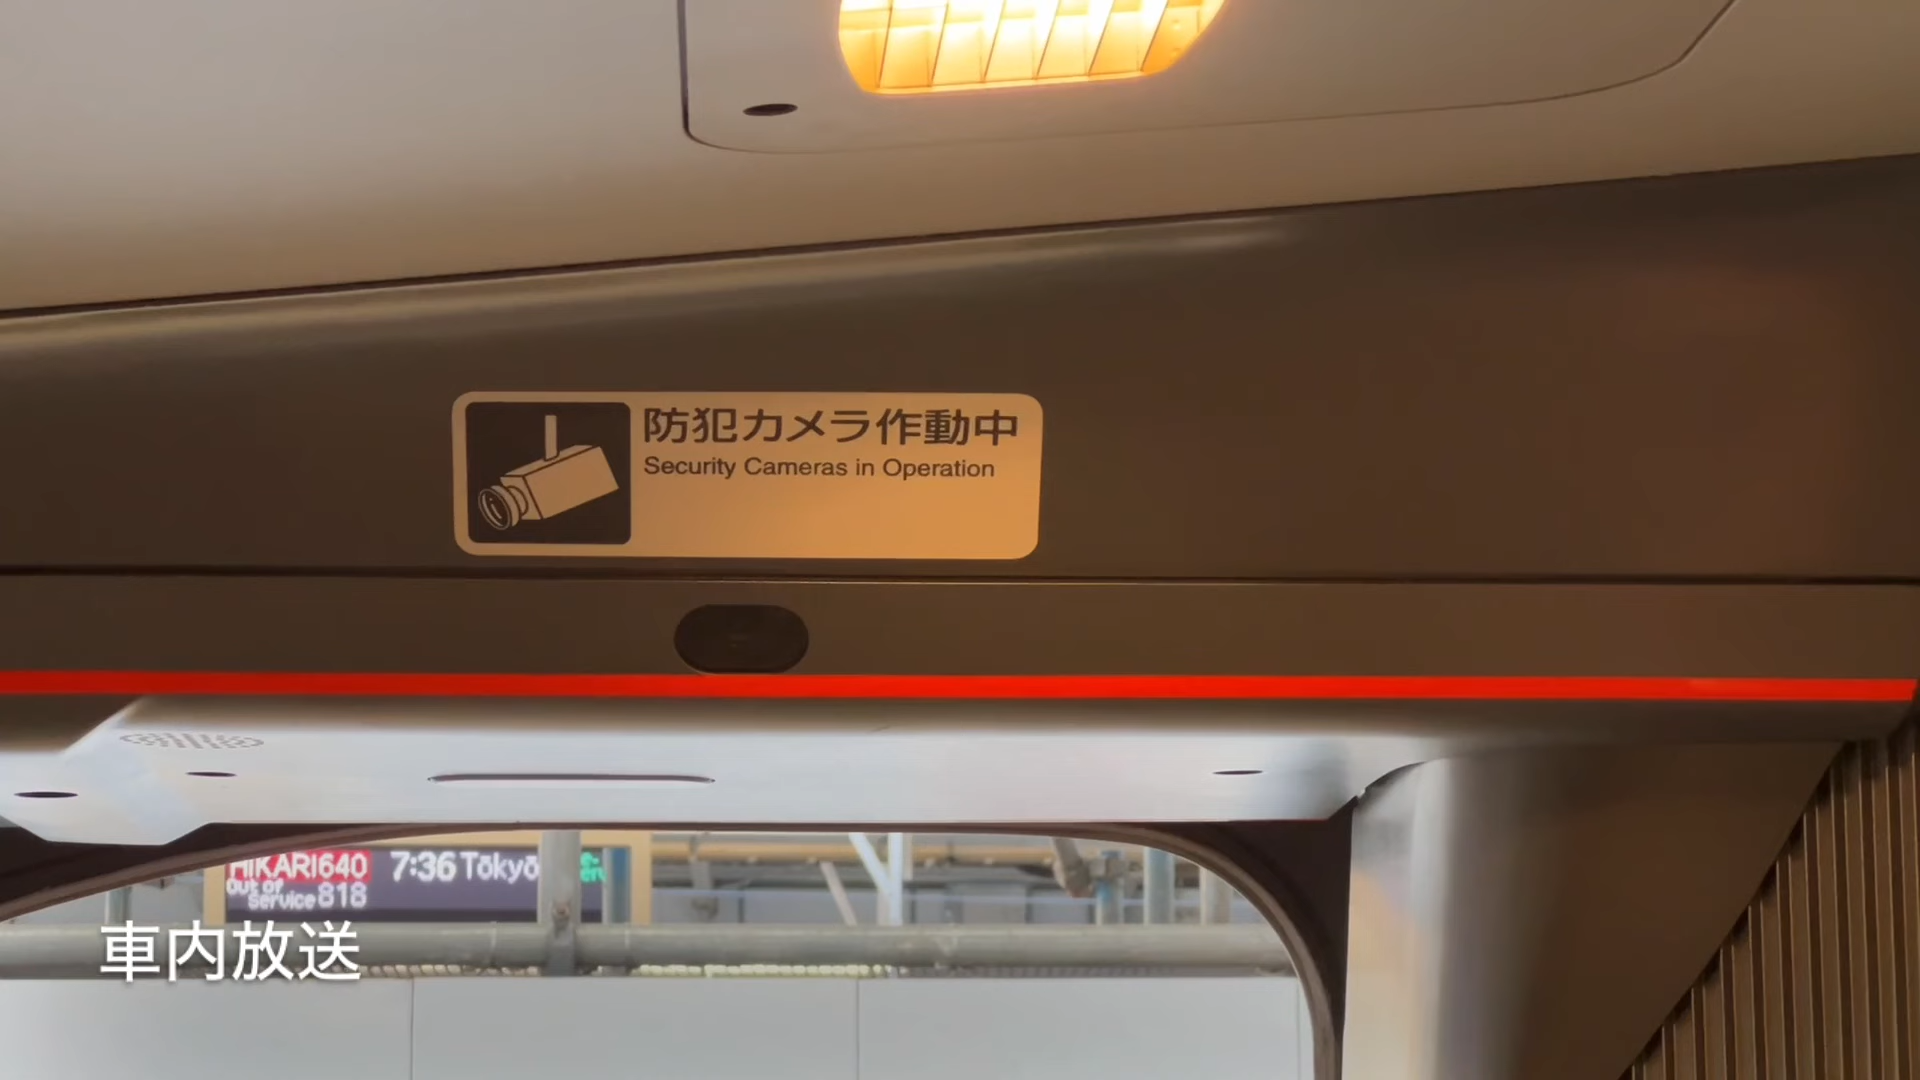 防犯カメラ作動中
Security Cameras in Operation
HIKARI640 7:36 Tōkyō
Out of service 818
車内放送